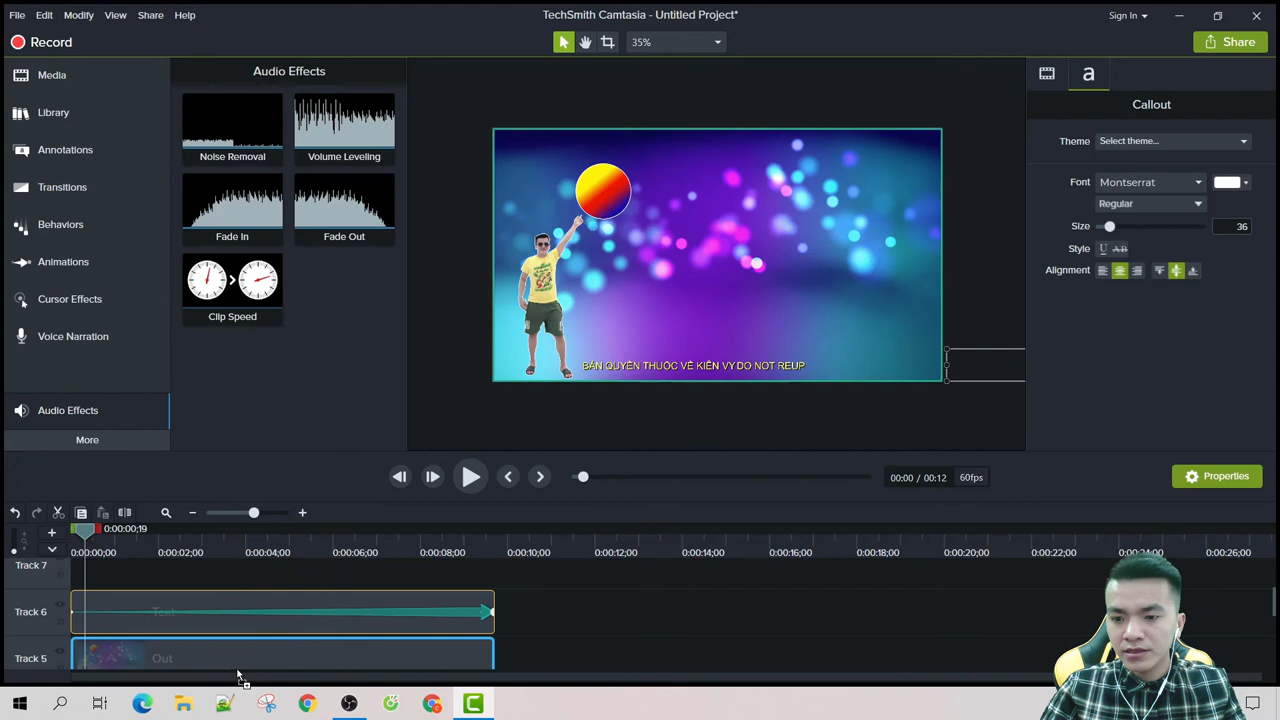 File Edit Modify View Share Help
TechSmith Camtasia - Untitled Project*
Sign In
Record
35%
Share
Media
Library
Annotations
Transitions
Behaviors
Animations
Cursor Effects
Voice Narration
Audio Effects
More
Audio Effects
Noise Removal
Volume Leveling
Fade In
Fade Out
Clip Speed
BẢN QUYỀN THUỘC VỀ KIÊN VY DO NOT REUP
a
Callout
Theme
Select theme...
Font
Montserrat
Regular
Size
36
Style
U AB
Alignment
00:00 / 00:12
60fps
Properties
0:00:00;19
0:00:00;00 0:00:02;00 0:00:04;00 0:00:06;00 0:00:08;00 0:00:10;00 0:00:12;00 0:00:14;00 0:00:16;00 0:00:18;00 0:00:20;00 0:00:22;00 0:00:24;00 0:00:26;00
Track 7
Track 6
Text
Track 5
Out